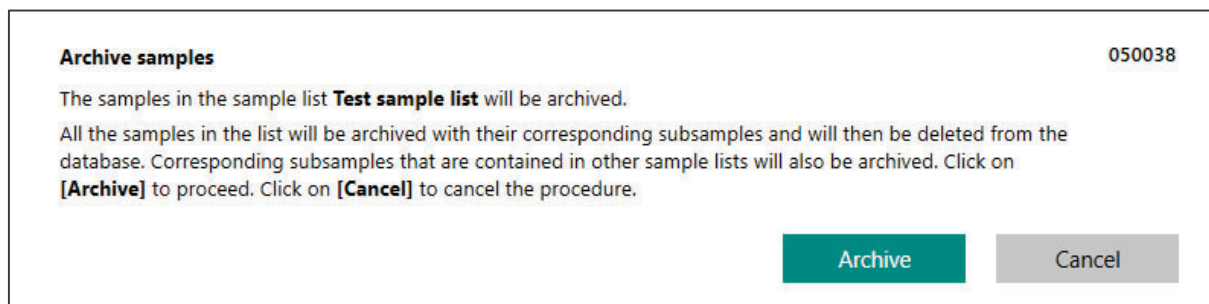 Archive samples 050038
The samples in the sample list Test sample list will be archived.
All the samples in the list will be archived with their corresponding subsamples and will then be deleted from the
database. Corresponding subsamples that are contained in other sample lists will also be archived. Click on
[Archive] to proceed. Click on [Cancel] to cancel the procedure.
Archive Cancel